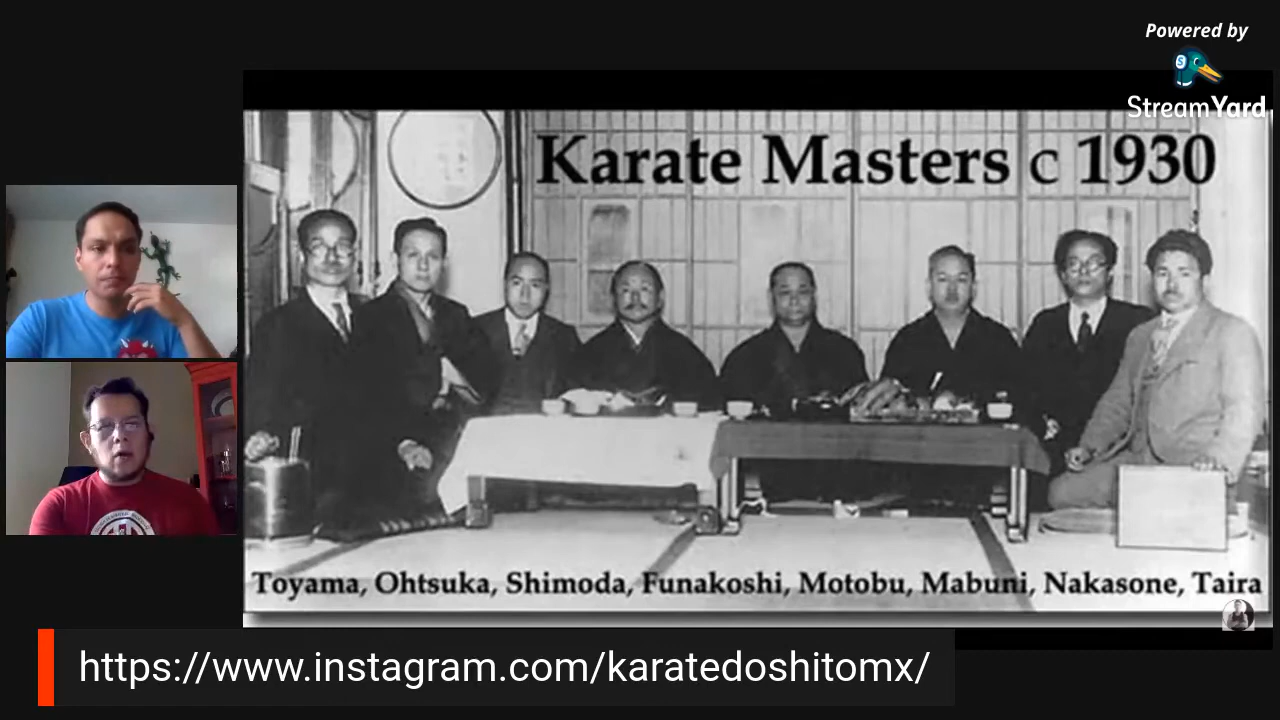 Powered by
StreamYard
Karate Masters c 1930
Toyama, Ohtsuka, Shimoda, Funakoshi, Motobu, Mabuni, Nakasone, Taira
https://www.instagram.com/karatedoshitomx/